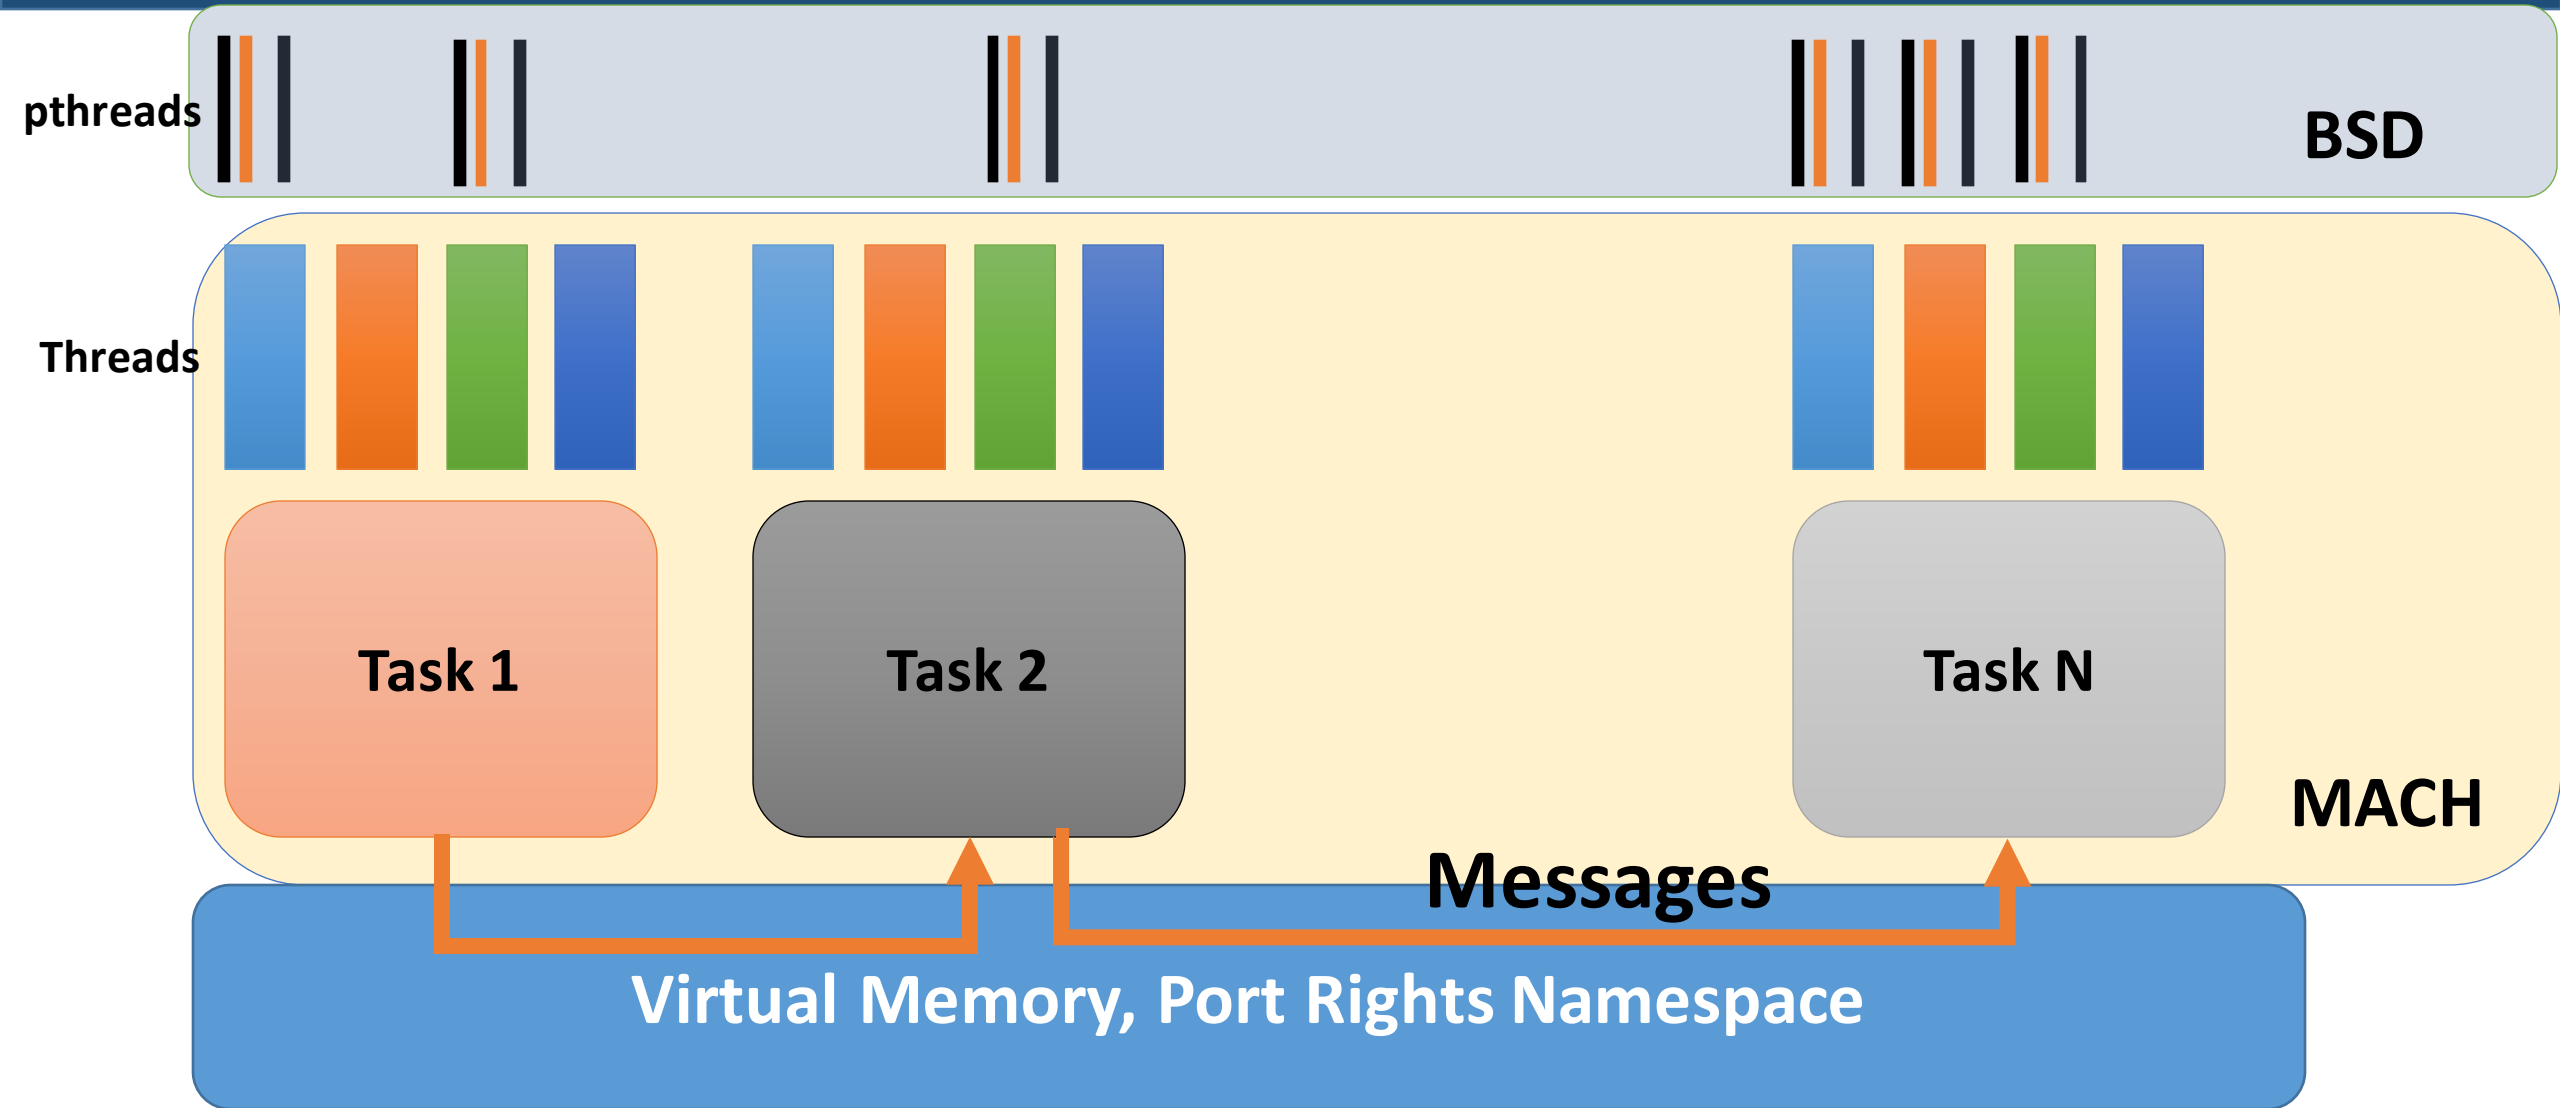 pthreads
BSD
Threads
Task 1
Task 2
Task N
MACH
Messages
Virtual Memory, Port Rights Namespace